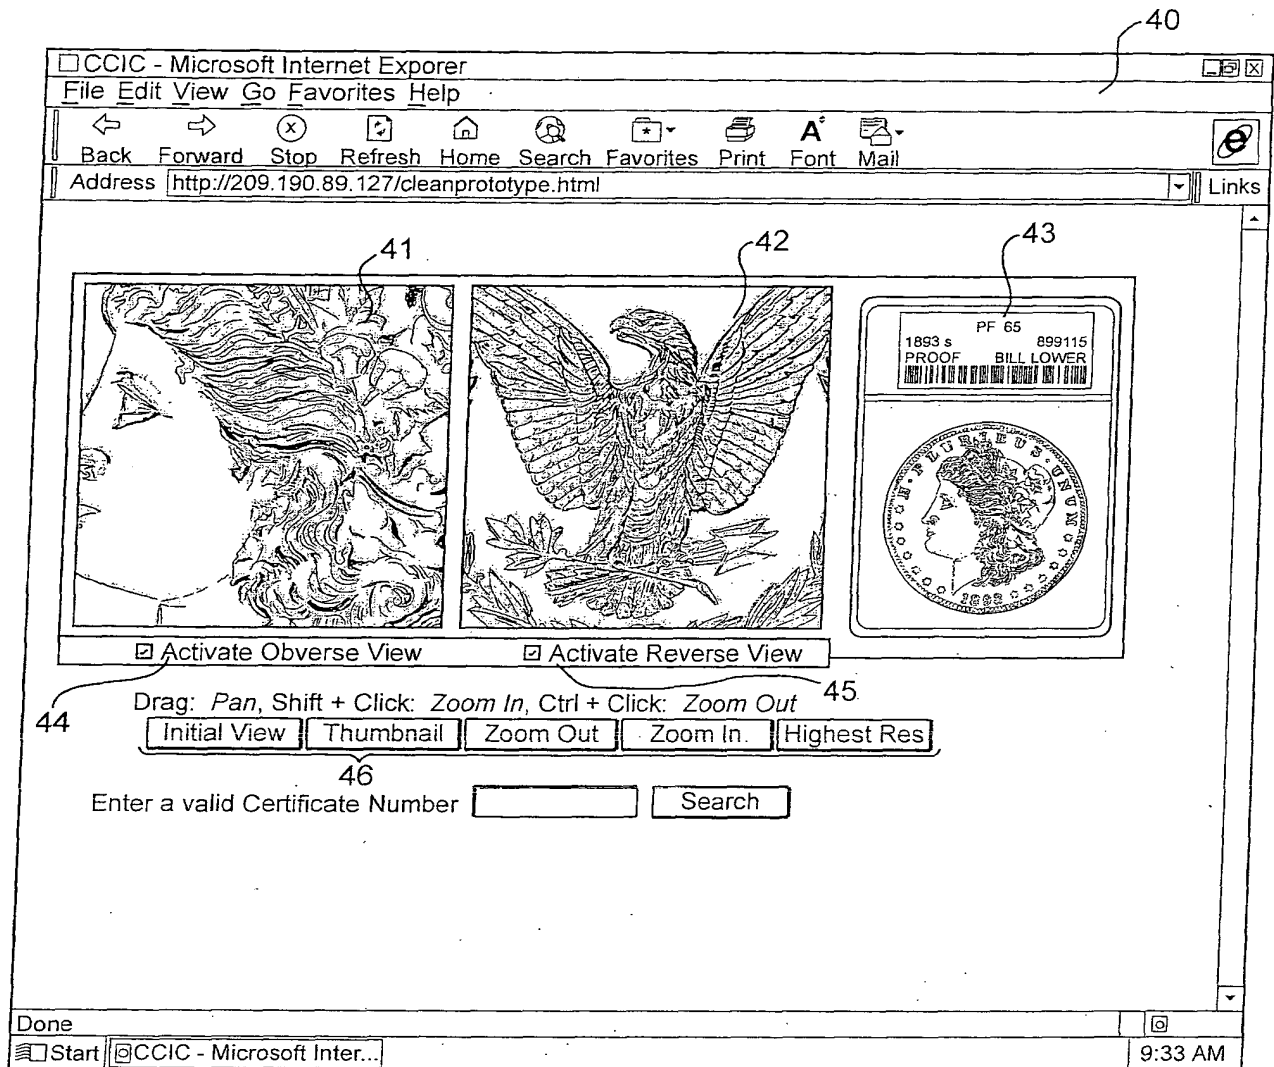 40
CCIC - Microsoft Internet Exporer
File Edit View Go Favorites Help
Back Forward Stop Refresh Home Search Favorites Print Font Mail
Address http://209.190.89.127/cleanprototype.html Links
41 42 43
PF 65
1893 s 899115
PROOF BILL LOWER
PLURIBUS UNUM
Activate Obverse View Activate Reverse View
44 45
Drag: Pan, Shift + Click: Zoom In, Ctrl + Click: Zoom Out
Initial View Thumbnail Zoom Out Zoom In. Highest Res
46
Enter a valid Certificate Number Search
Done
Start CCIC - Microsoft Inter... 9:33 AM